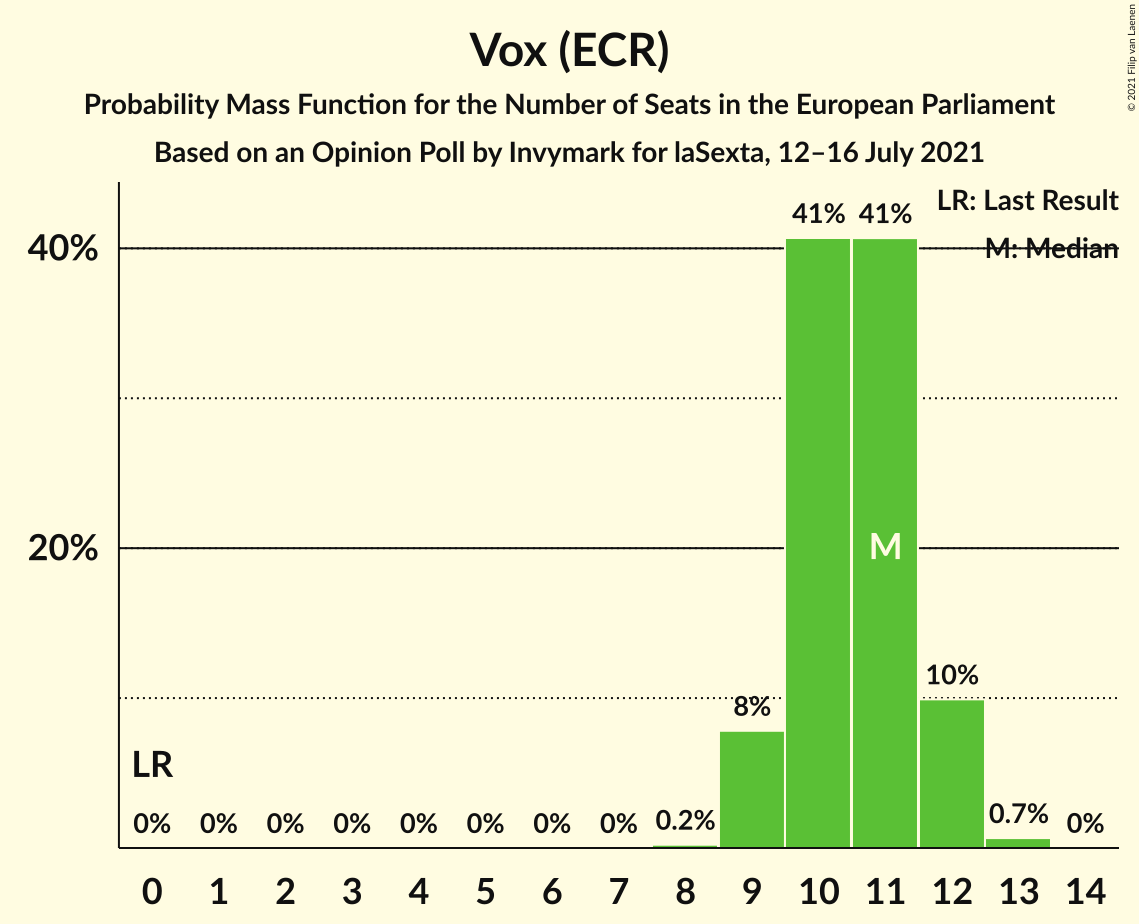 © 2021 Filip van Laenen
Vox (ECR)
Probability Mass Function for the Number of Seats in the European Parliament
Based on an Opinion Poll by Invymark for laSexta, 12–16 July 2021
LR: Last Result
M: Median
41% 41%
40%
20%
M
10%
8%
LR
0% 0% 0% 0% 0% 0% 0% 0% 0.2% 0.7% 0%
0 1 2 3 4 5 6 7 8 9 10 11 12 13 14